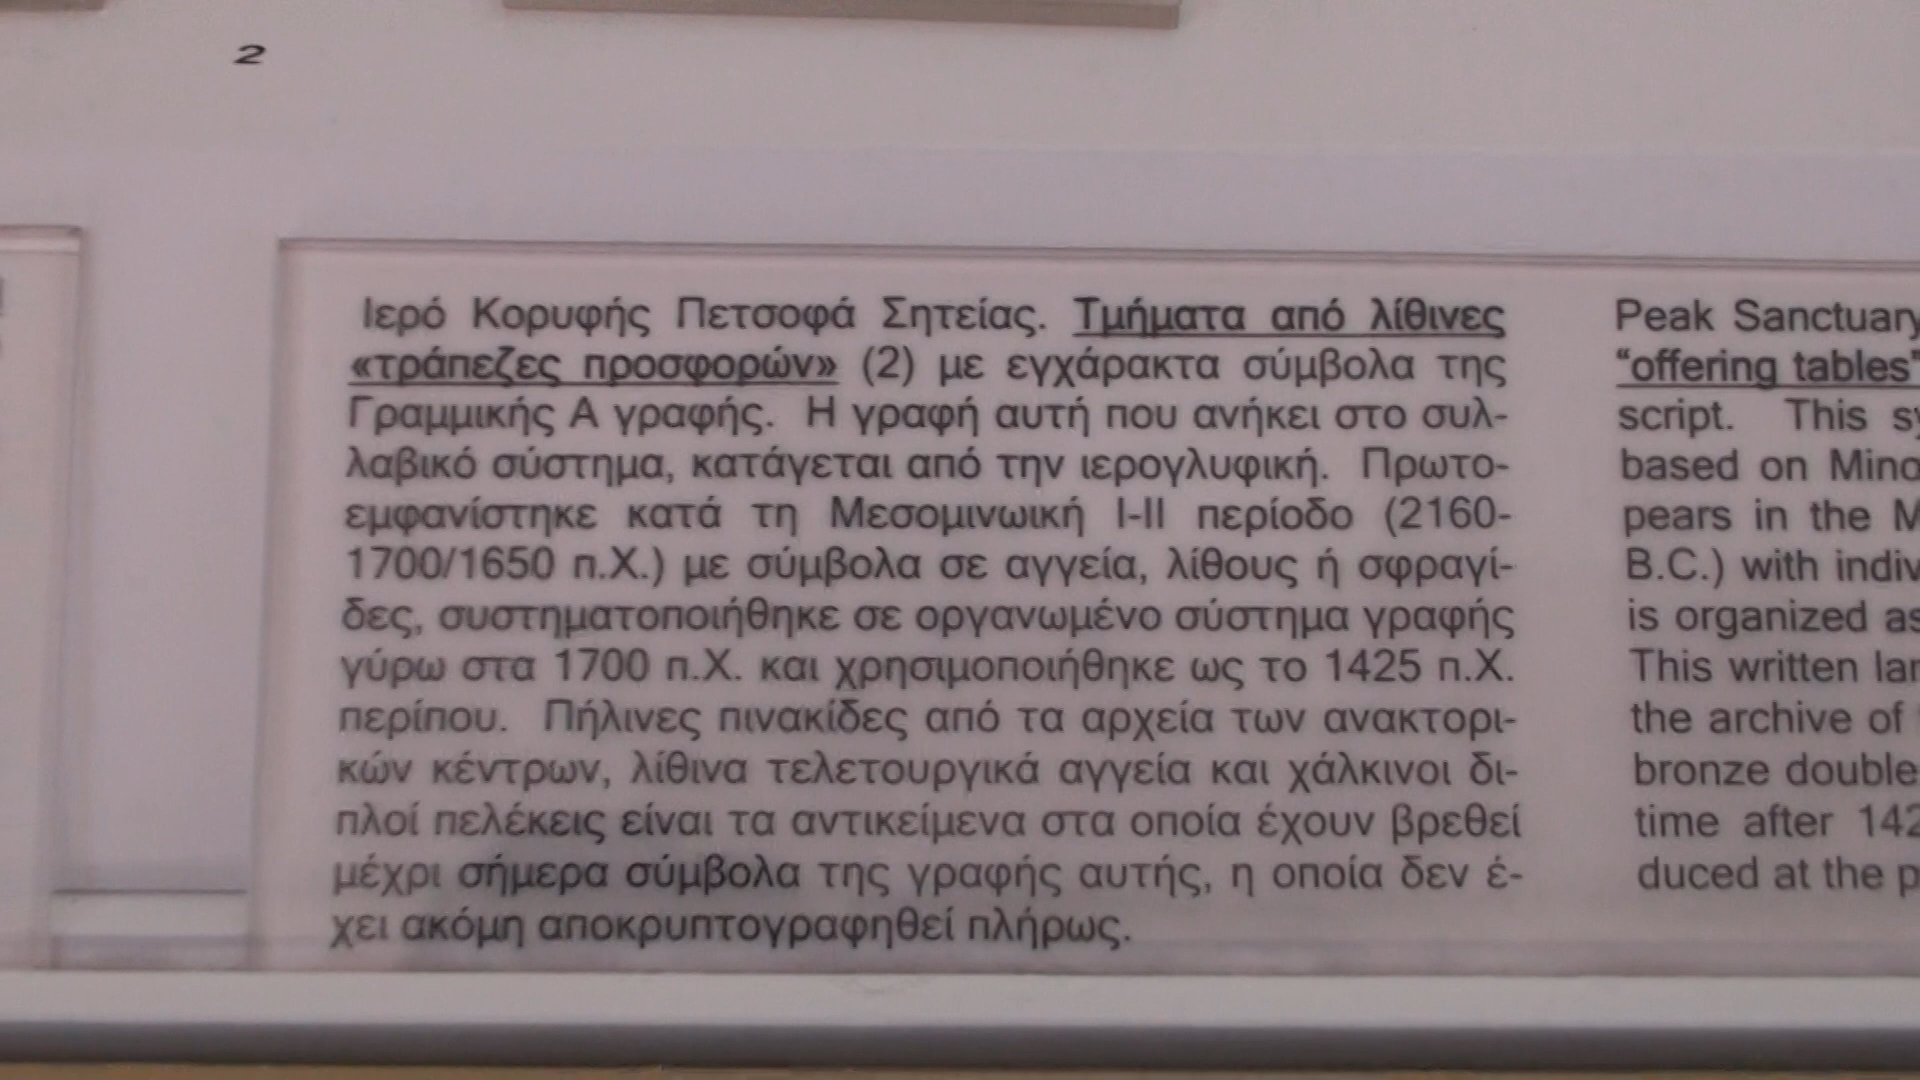 2
Ιερό Κορυφής Πετσοφά Σητείας. Τμήματα από λίθινες
«τράπεζες προσφορών» (2) με εγχάρακτα σύμβολα της
Γραμμικής Α γραφής. Η γραφή αυτή που ανήκει στο συλ-
λαβικό σύστημα, κατάγεται από την ιερογλυφική. Πρωτο-
εμφανίστηκε κατά τη Μεσομινωική Ι-ΙΙ περίοδο (2160-
1700/1650 π.Χ.) με σύμβολα σε αγγεία, λίθους ή σφραγί-
δες, συστηματοποιήθηκε σε οργανωμένο σύστημα γραφής
γύρω στα 1700 π.Χ. και χρησιμοποιήθηκε ως το 1425 π.Χ.
περίπου. Πήλινες πινακίδες από τα αρχεία των ανακτορι-
κών κέντρων, λίθινα τελετουργικά αγγεία και χάλκινοι δι-
πλοί πελέκεις είναι τα αντικείμενα στα οποία έχουν βρεθεί
μέχρι σήμερα σύμβολα της γραφής αυτής, η οποία δεν έ-
χει ακόμη αποκρυπτογραφηθεί πλήρως.
Peak Sanctuary
“offering tables”
script. This sy
based on Mino
pears in the M
B.C.) with indiv
is organized as
This written lan
the archive of
bronze double
time after 142
duced at the p